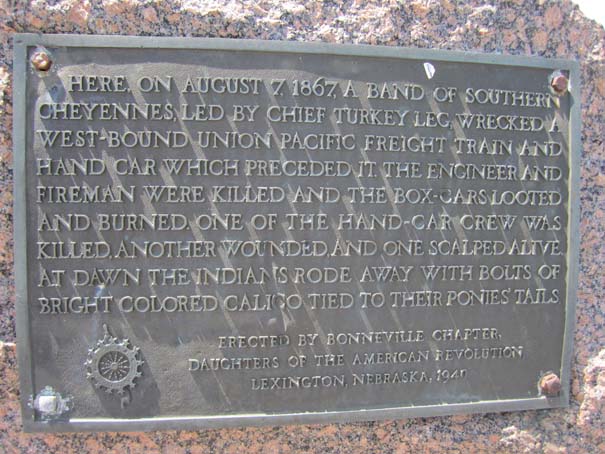 HERE, ON AUGUST 7, 1867, A BAND OF SOUTHERN
CHEYENNES, LED BY CHIEF TURKEY LEG, WRECKED A
WEST-BOUND UNION PACIFIC FREIGHT TRAIN AND
HAND CAR WHICH PRECEDED IT. THE ENGINEER AND
FIREMAN WERE KILLED AND THE BOX-CARS LOOTED
AND BURNED. ONE OF THE HAND-CAR CREW WAS
KILLED, ANOTHER WOUNDED, AND ONE SCALPED ALIVE.
AT DAWN THE INDIANS RODE AWAY WITH BOLTS OF
BRIGHT COLORED CALICO TIED TO THEIR PONIES' TAILS
ERECTED BY BONNEVILLE CHAPTER,
DAUGHTERS OF THE AMERICAN REVOLUTION
LEXINGTON, NEBRASKA, 1940